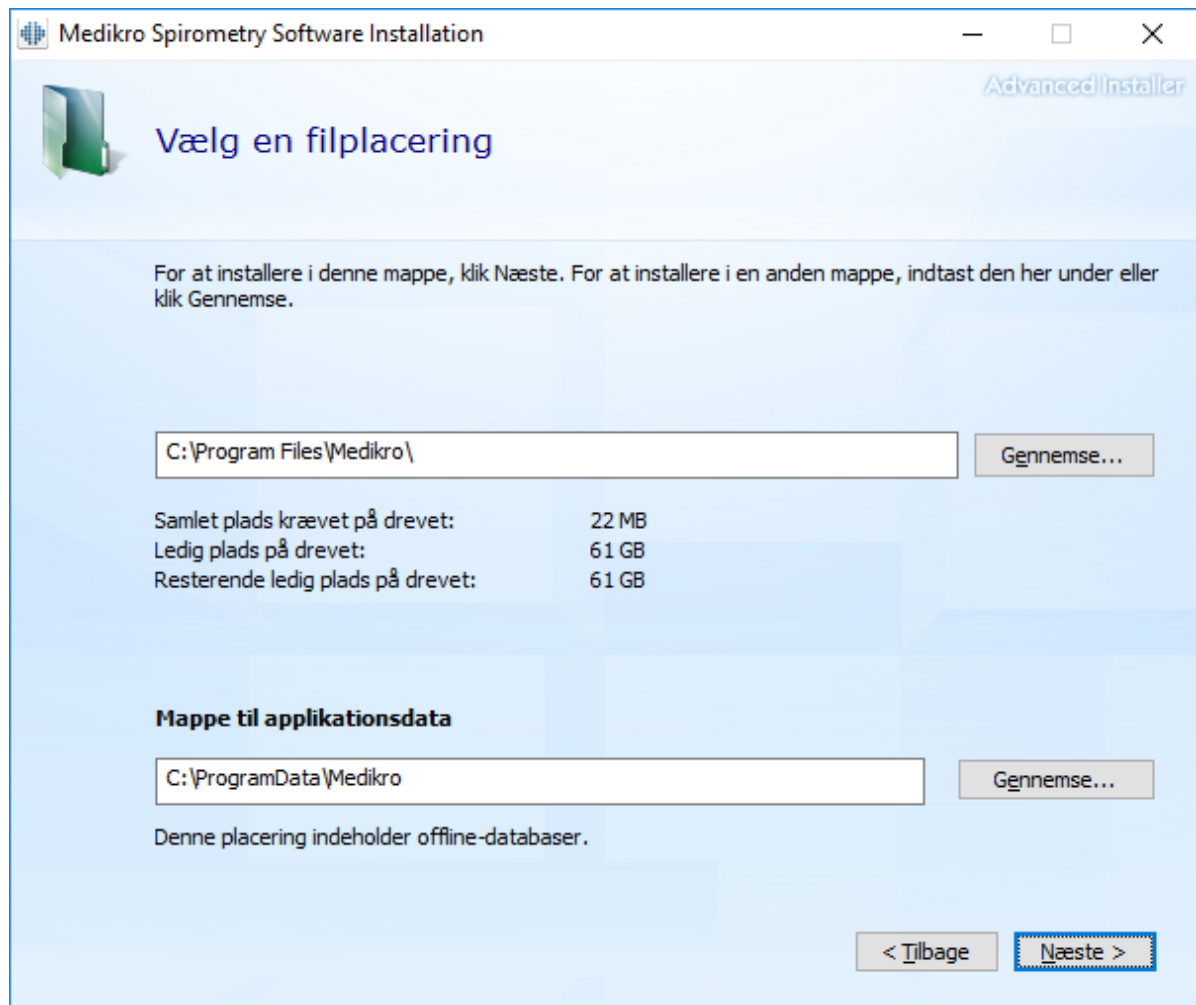 Medikro Spirometry Software Installation
Advanced Installer
Vælg en filplacering
For at installere i denne mappe, klik Næste. For at installere i en anden mappe, indtast den her under eller
klik Gennemse.
C:\Program Files\Medikro\
Gennemse...
Samlet plads krævet på drevet: 22 MB
Ledig plads på drevet: 61 GB
Resterende ledig plads på drevet: 61 GB
Mappe til applikationsdata
C:\ProgramData\Medikro
Gennemse...
Denne placering indeholder offline-databaser.
< Tilbage
Næste >